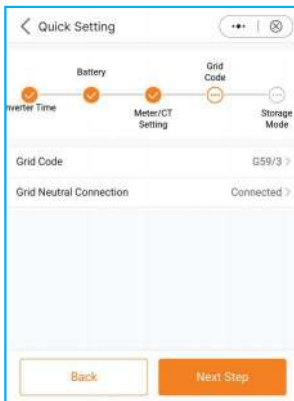 Quick Setting
Battery
Grid
Code
nverter Time
Meter/CT
Setting
Storage
Mode
Grid Code G59/3 >
Grid Neutral Connection Connected >
Back Next Step